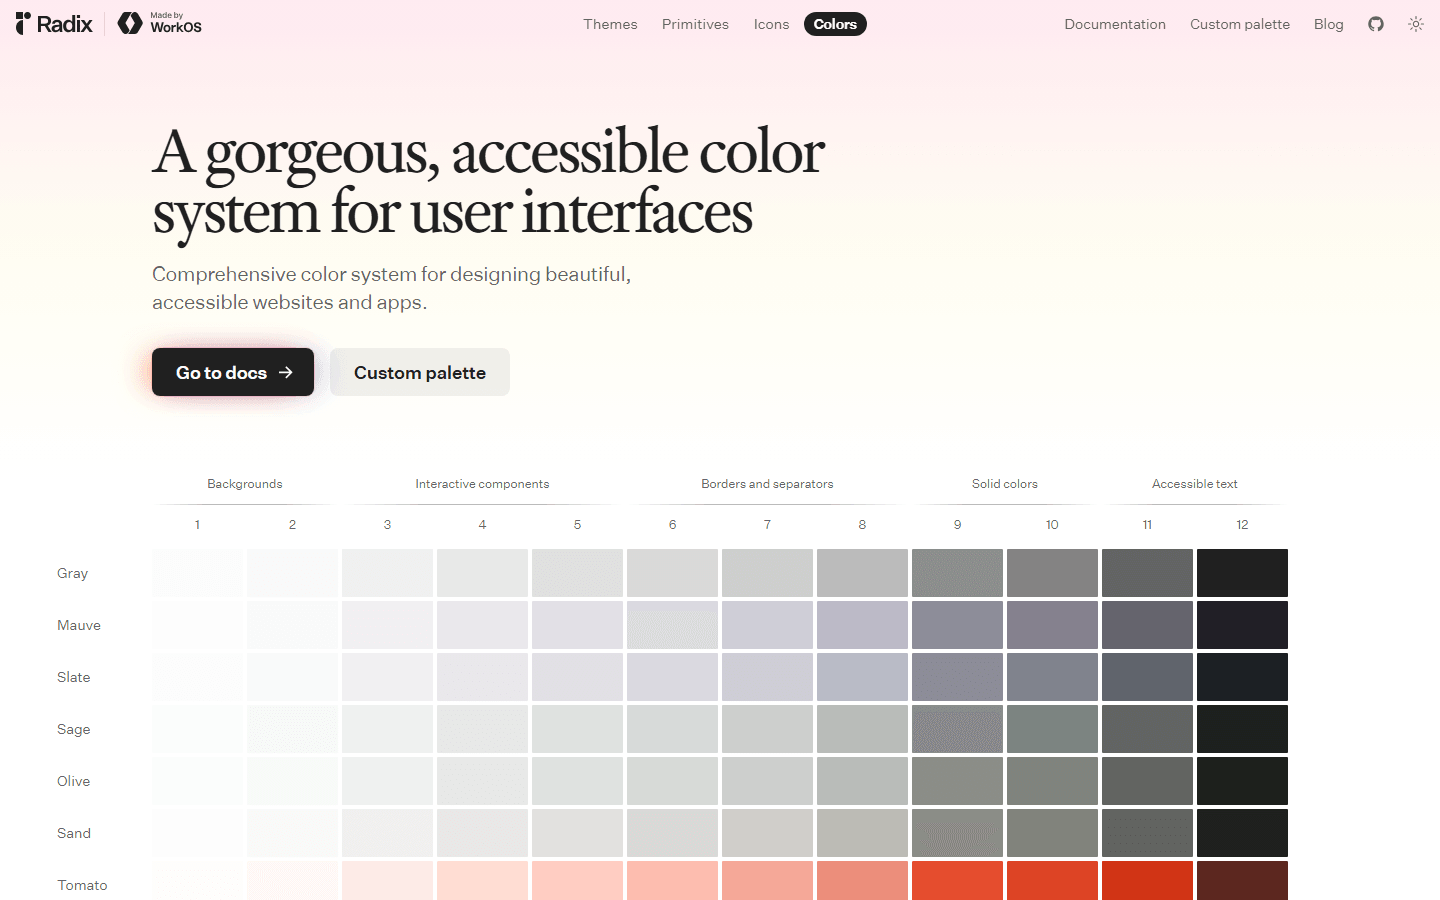 Radix
Made by
WorkOS
Themes
Primitives
Icons
Colors
Documentation
Custom palette
Blog
A gorgeous, accessible color
system for user interfaces
Comprehensive color system for designing beautiful,
accessible websites and apps.
Go to docs →
Custom palette
Backgrounds
Interactive components
Borders and separators
Solid colors
Accessible text
1 2 3 4 5 6 7 8 9 10 11 12
Gray
Mauve
Slate
Sage
Olive
Sand
Tomato